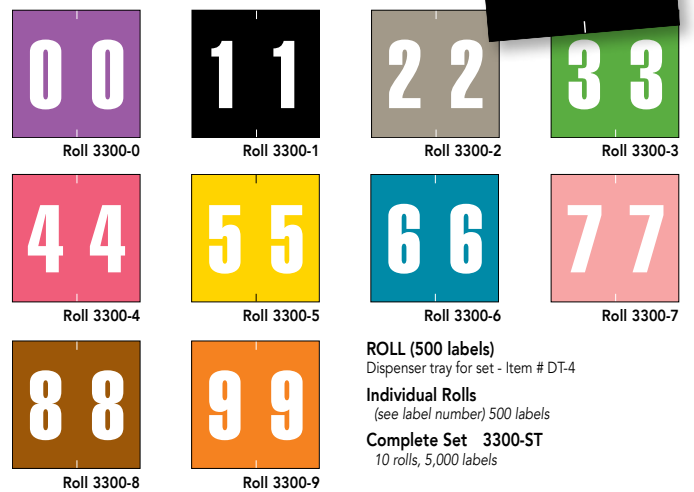 0 0
1 1
2 2
3 3
Roll 3300-0
Roll 3300-1
Roll 3300-2
Roll 3300-3
4 4
5 5
6 6
7 7
Roll 3300-4
Roll 3300-5
Roll 3300-6
Roll 3300-7
8 8
9 9
Roll 3300-8
Roll 3300-9
ROLL (500 labels)
Dispenser tray for set - Item # DT-4
Individual Rolls
(see label number) 500 labels
Complete Set 3300-ST
10 rolls, 5,000 labels